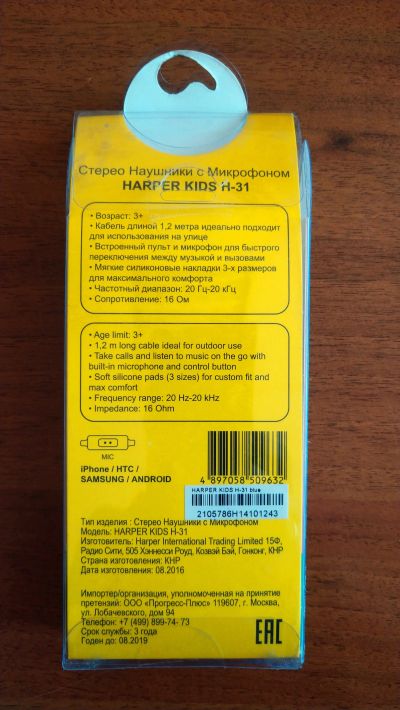 Стерео Наушники с Микрофоном
HARPER KIDS H-31
• Возраст: 3+
• Кабель длиной 1,2 метра идеально подходит
для использования на улице
• Встроенный пульт и микрофон для быстрого
переключения между музыкой и вызовами
• Мягкие силиконовые накладки 3-х размеров
для максимального комфорта
• Частотный диапазон: 20 Гц-20 кГц
• Сопротивление: 16 Ом
• Age limit: 3+
• 1,2 m long cable ideal for outdoor use
• Take calls and listen to music on the go with
built-in microphone and control button
• Soft silicone pads (3 sizes) for custom fit and
max comfort
• Frequency range: 20 Hz-20 kHz
• Impedance: 16 Ohm
MIC
iPhone / HTC /
SAMSUNG / ANDROID
4 897058 509632
HARPER KIDS H-31 blue
2105786H14101243
Тип изделия : Стерео Наушники с Микрофоном
Модель: HARPER KIDS H-31
Изготовитель: Harper International Trading Limited 15Ф,
Радио Сити, 505 Хэннесси Роуд, Козвэй Бэй, Гонконг, КНР
Страна изготовления: КНР
Дата изготовления: 08.2016
Импортер/организация, уполномоченная на принятие
претензий: ООО «Прогресс-Плюс» 119607, г. Москва,
ул. Лобачевского, дом 94
Телефон: +7 (499) 899-74- 73
Срок службы: 3 года
Годен до: 08.2019
EAC